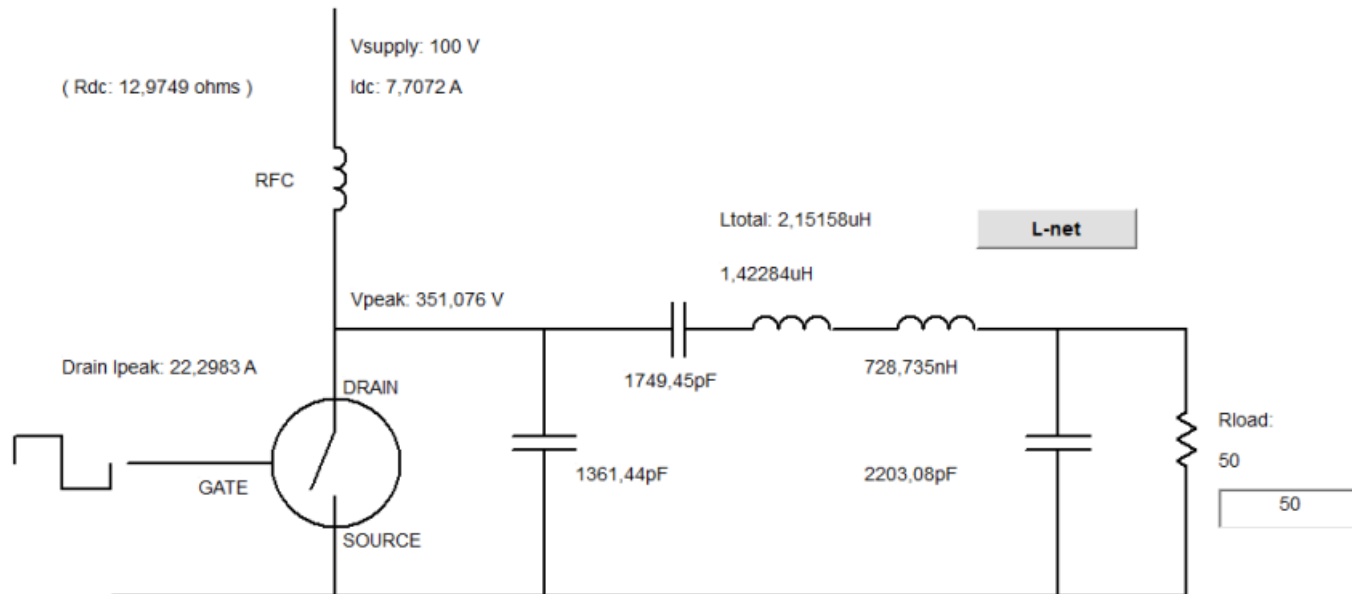 Vsupply: 100 V
( Rdc: 12,9749 ohms )
Idc: 7,7072 A
RFC
Ltotal: 2,15158uH
L-net
1,42284uH
Vpeak: 351,076 V
Drain Ipeak: 22,2983 A
DRAIN
1749,45pF
728,735nH
Rload:
50
GATE
1361,44pF
2203,08pF
50
SOURCE